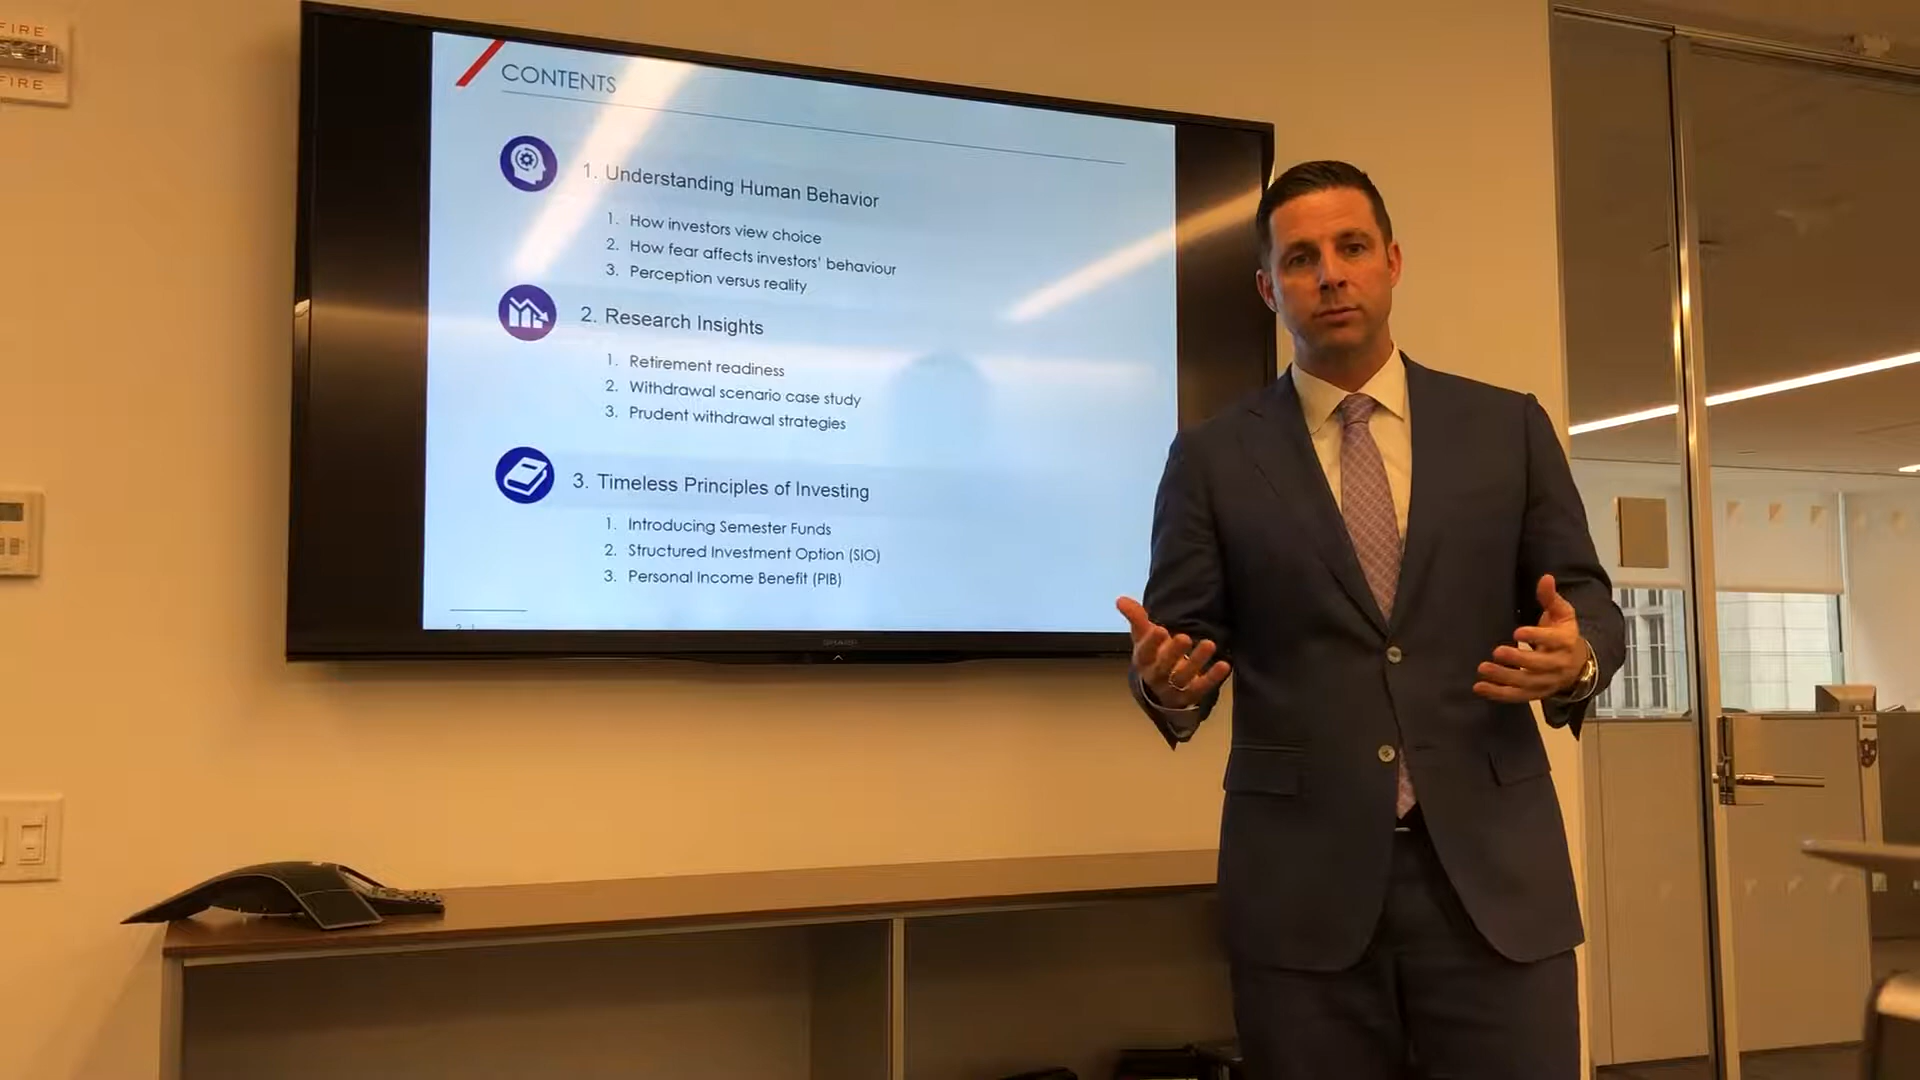 FIRE
FIRE
CONTENTS
1. Understanding Human Behavior
1. How investors view choice
2. How fear affects investors' behaviour
3. Perception versus reality
2. Research Insights
1. Retirement readiness
2. Withdrawal scenario case study
3. Prudent withdrawal strategies
3. Timeless Principles of Investing
1. Introducing Semester Funds
2. Structured Investment Option (SIO)
3. Personal Income Benefit (PIB)
SHARP